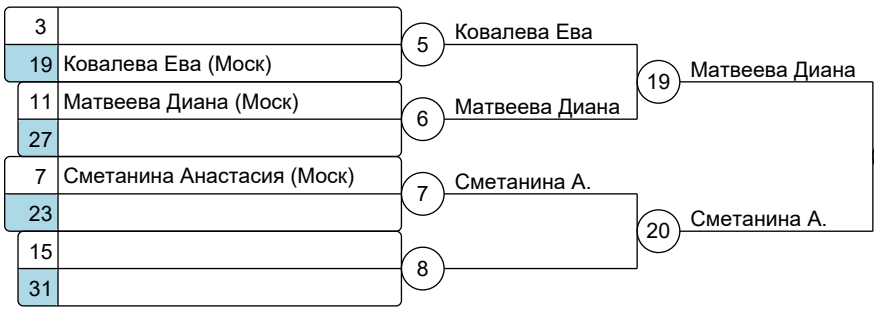 3
5 Ковалева Ева
19 Ковалева Ева (Моск)
19 Матвеева Диана
11 Матвеева Диана (Моск)
6 Матвеева Диана
27
7 Сметанина Анастасия (Моск)
7 Сметанина А.
23
20 Сметанина А.
15
8
31